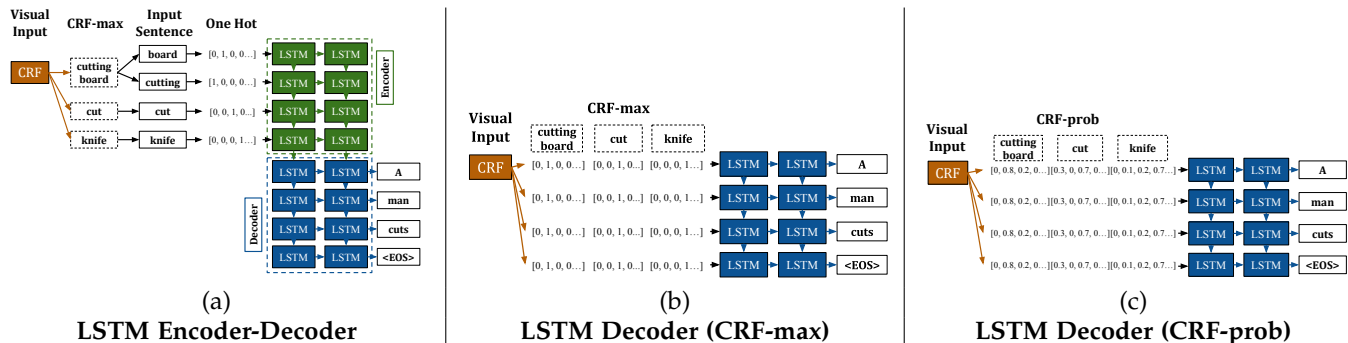 Visual Input
CRF-max
Input Sentence
One Hot
CRF
cutting board
board
[0, 1, 0, 0…]
LSTM LSTM
cutting
[1, 0, 0, 0…]
LSTM LSTM
cut
cut
[0, 0, 1, 0...]
LSTM LSTM
knife
knife
[0, 0, 0, 1…]
LSTM LSTM
Encoder
LSTM LSTM A
LSTM LSTM man
LSTM LSTM cuts
LSTM LSTM <EOS>
Decoder
(a)
LSTM Encoder-Decoder
CRF-max
Visual Input
cutting board
cut
knife
CRF
[0, 1, 0, 0…] [0, 0, 1, 0...] [0, 0, 0, 1…] LSTM LSTM A
[0, 1, 0, 0…] [0, 0, 1, 0...] [0, 0, 0, 1…] LSTM LSTM man
[0, 1, 0, 0…] [0, 0, 1, 0...] [0, 0, 0, 1…] LSTM LSTM cuts
[0, 1, 0, 0…] [0, 0, 1, 0...] [0, 0, 0, 1…] LSTM LSTM <EOS>
(b)
LSTM Decoder (CRF-max)
CRF-prob
Visual Input
cutting board
cut
knife
CRF
[0, 0.8, 0.2, 0…][0.3, 0, 0.7, 0…][0, 0.1, 0.2, 0.7…] LSTM LSTM A
[0, 0.8, 0.2, 0…][0.3, 0, 0.7, 0…][0, 0.1, 0.2, 0.7…] LSTM LSTM man
[0, 0.8, 0.2, 0…][0.3, 0, 0.7, 0…][0, 0.1, 0.2, 0.7…] LSTM LSTM cuts
[0, 0.8, 0.2, 0…][0.3, 0, 0.7, 0…][0, 0.1, 0.2, 0.7…] LSTM LSTM <EOS>
(c)
LSTM Decoder (CRF-prob)